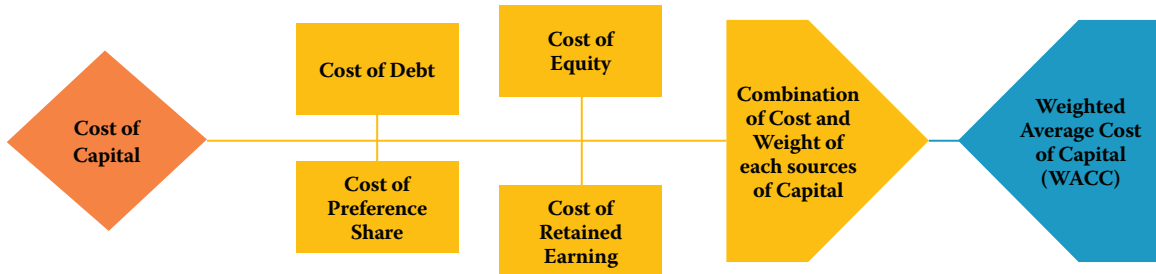 Cost of
Capital
Cost of Debt
Cost of
Preference
Share
Cost of
Equity
Cost of
Retained
Earning
Combination
of Cost and
Weight of
each sources
of Capital
Weighted
Average Cost
of Capital
(WACC)